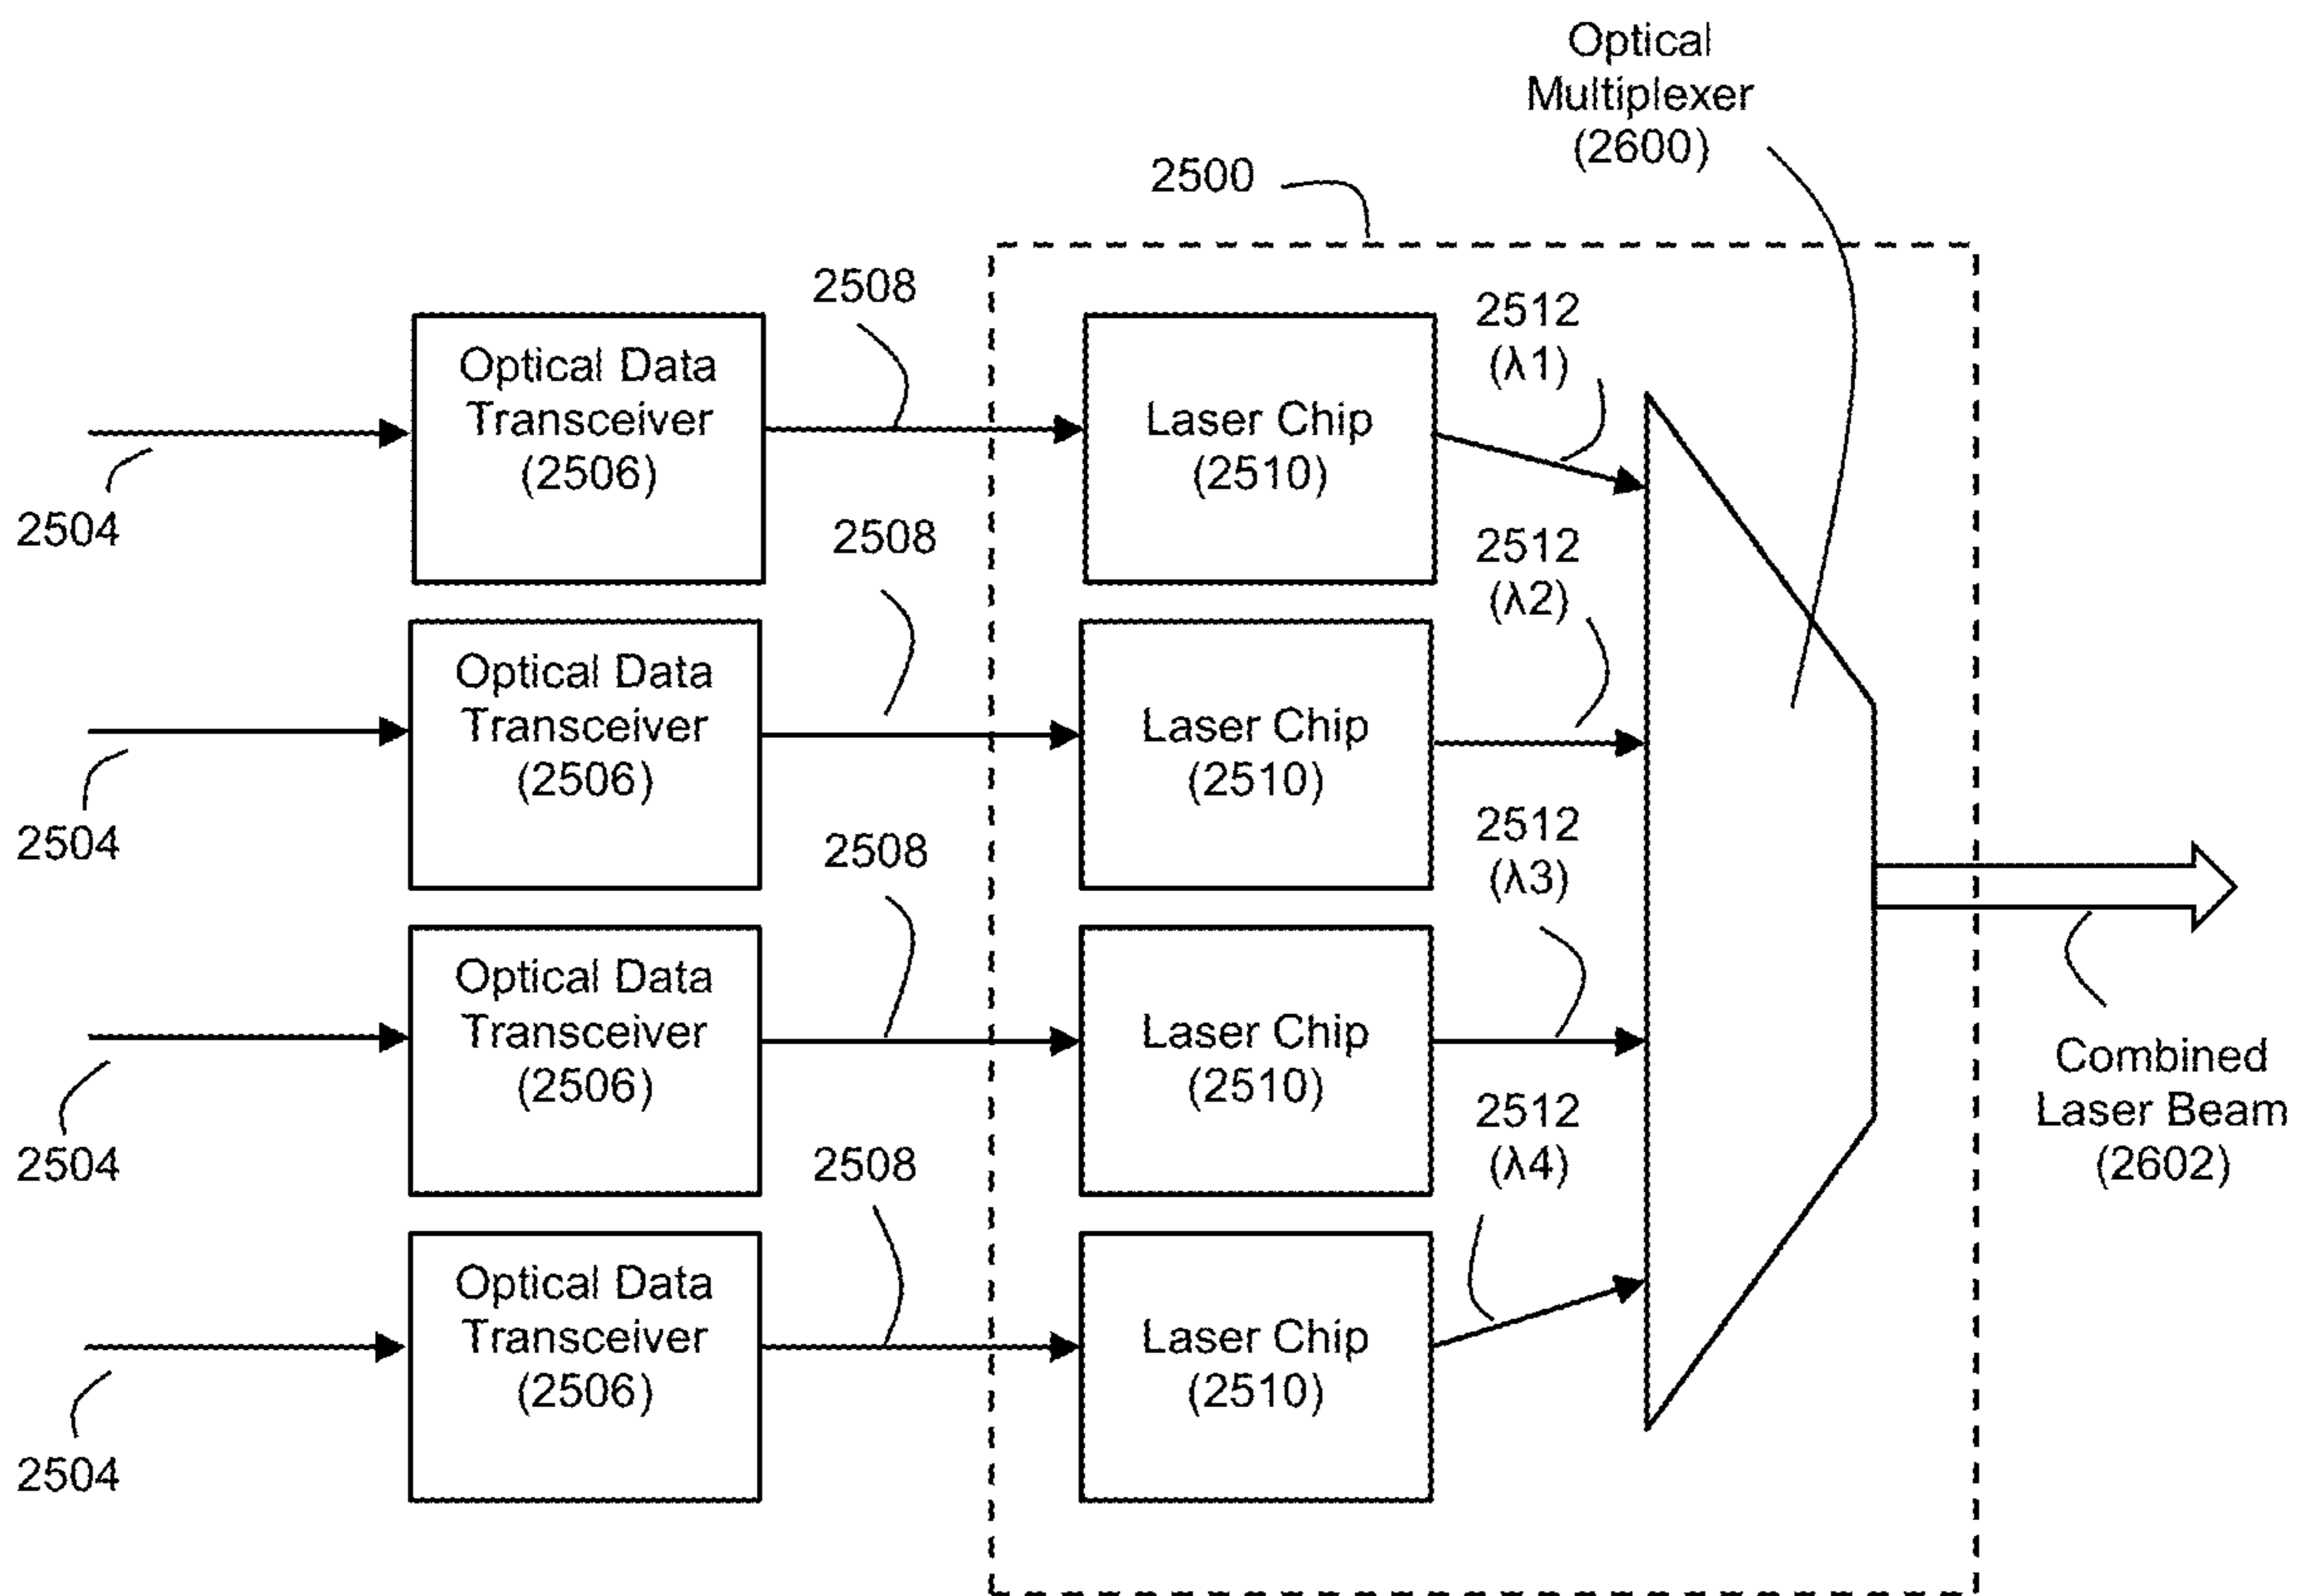 Optical
Multiplexer
(2600)
2500
2508
2512
(λ1)
Optical Data
Transceiver
(2506)
Laser Chip
(2510)
2504
2508
2512
(λ2)
Optical Data
Transceiver
(2506)
Laser Chip
(2510)
2504
2508
2512
(λ3)
Optical Data
Transceiver
(2506)
Laser Chip
(2510)
Combined
Laser Beam
(2602)
2504
2508
2512
(λ4)
Optical Data
Transceiver
(2506)
Laser Chip
(2510)
2504